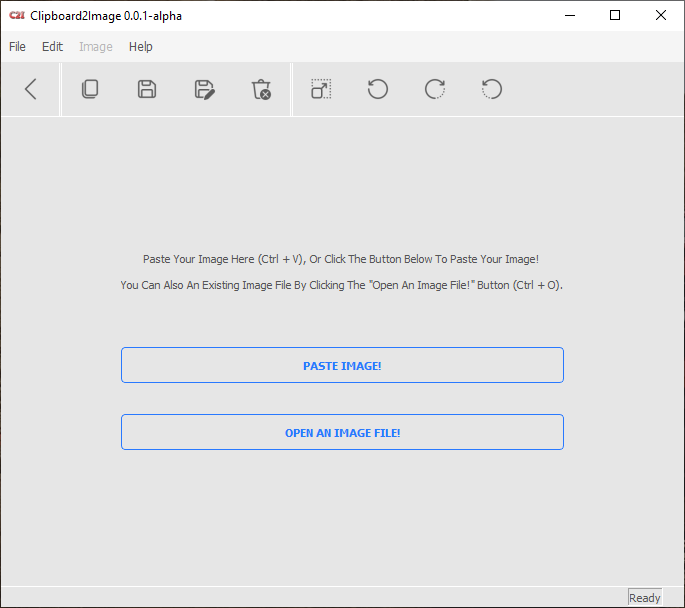 C2I Clipboard2Image 0.0.1-alpha
File Edit Image Help
Paste Your Image Here (Ctrl + V), Or Click The Button Below To Paste Your Image!
You Can Also An Existing Image File By Clicking The "Open An Image File!" Button (Ctrl + O).
PASTE IMAGE!
OPEN AN IMAGE FILE!
Ready